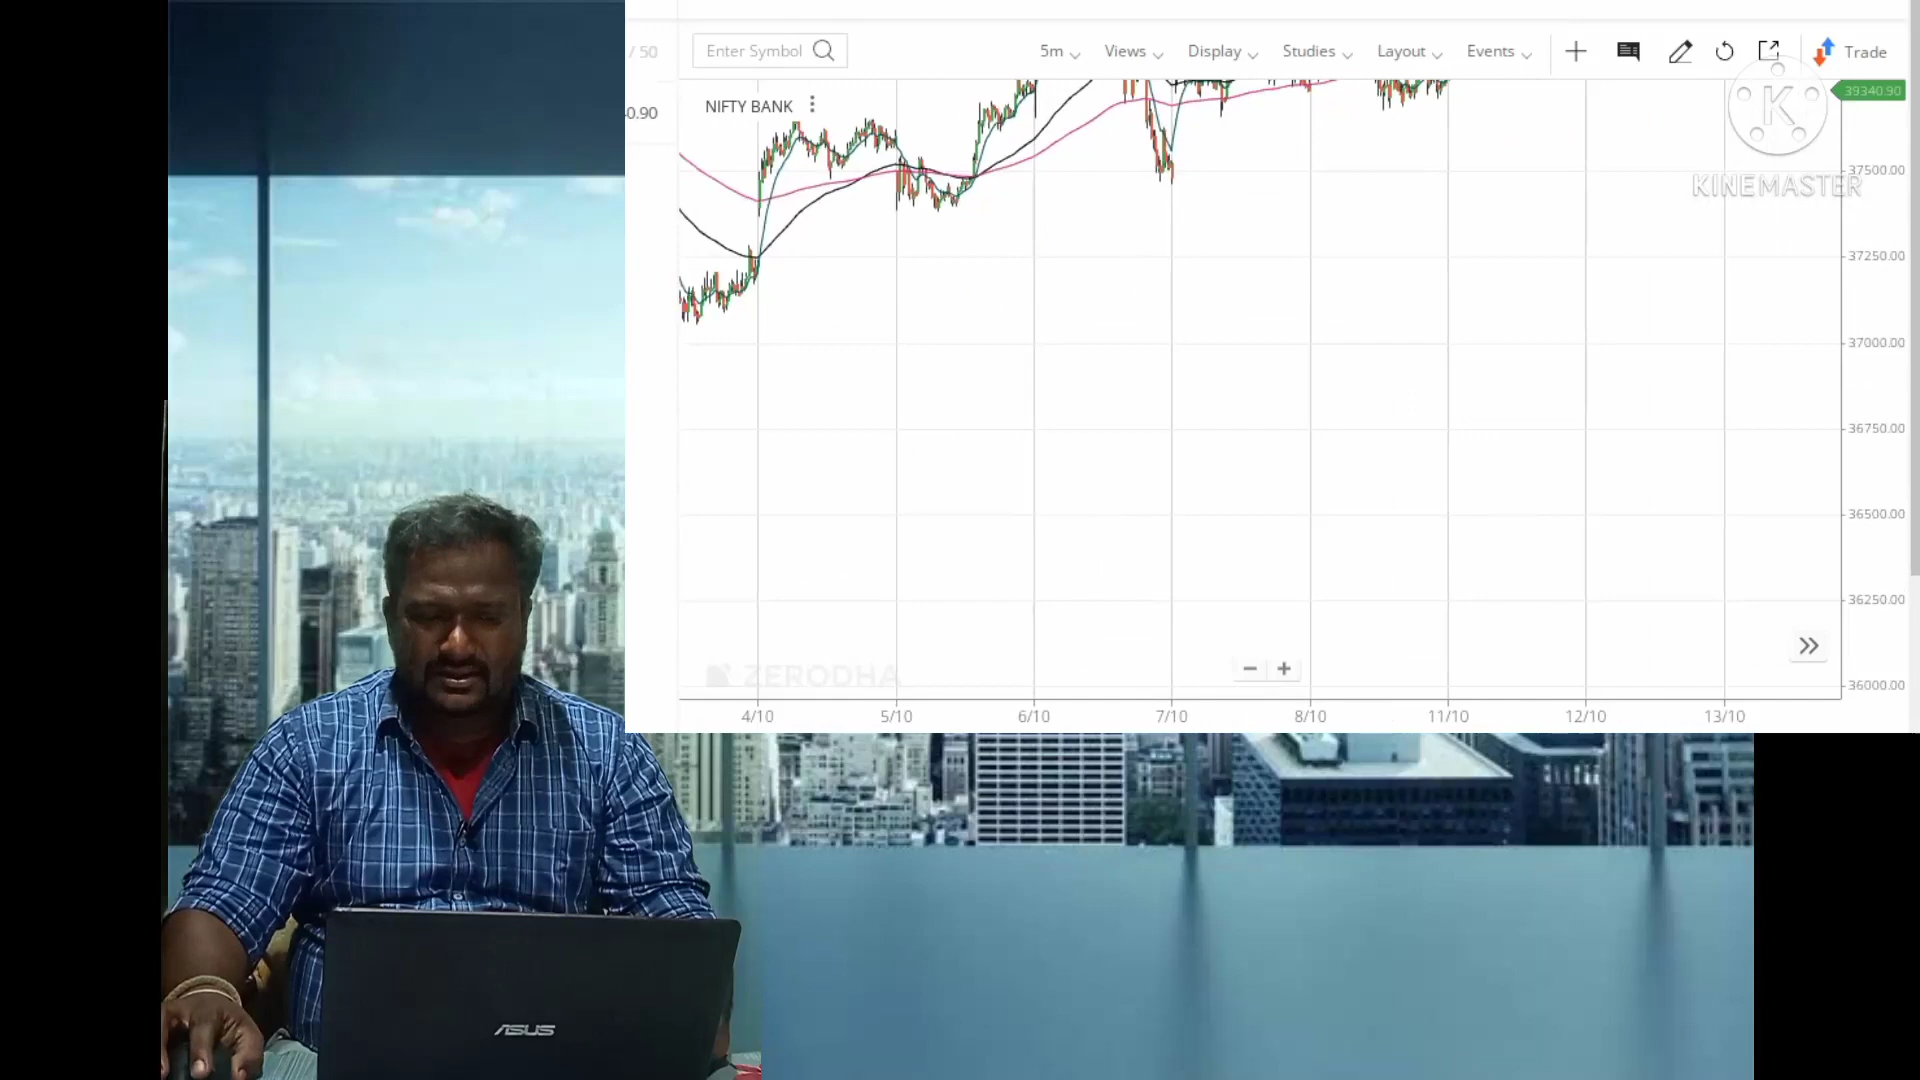 / 50
Enter Symbol
5m
Views
Display
Studies
Layout
Events
Trade
NIFTY BANK
0.90
39340.90
K
KINEMASTER
37500.00
37250.00
37000.00
36750.00
36500.00
36250.00
36000.00
ZERODHA
4/10
5/10
6/10
7/10
8/10
11/10
12/10
13/10
ASUS